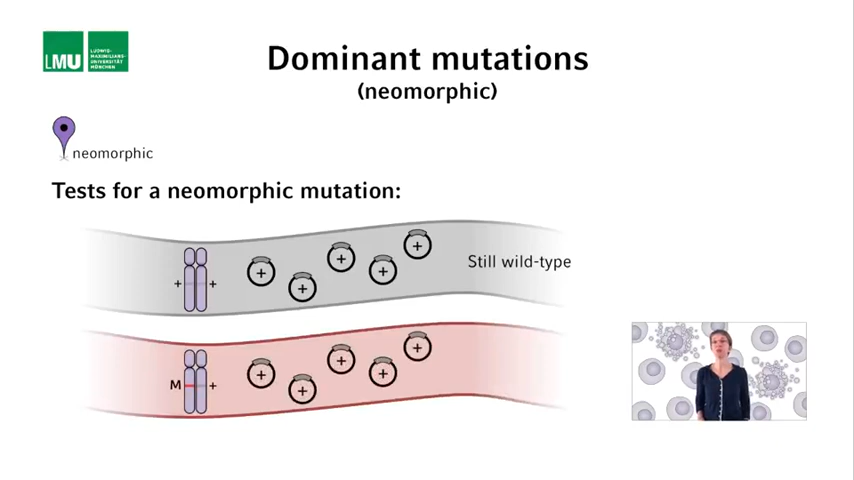 LMU
LUDWIG-
MAXIMILIANS-
UNIVERSITÄT
MÜNCHEN
Dominant mutations
(neomorphic)
neomorphic
Tests for a neomorphic mutation:
+ + + + + + +
Still wild-type
M + + + + + +